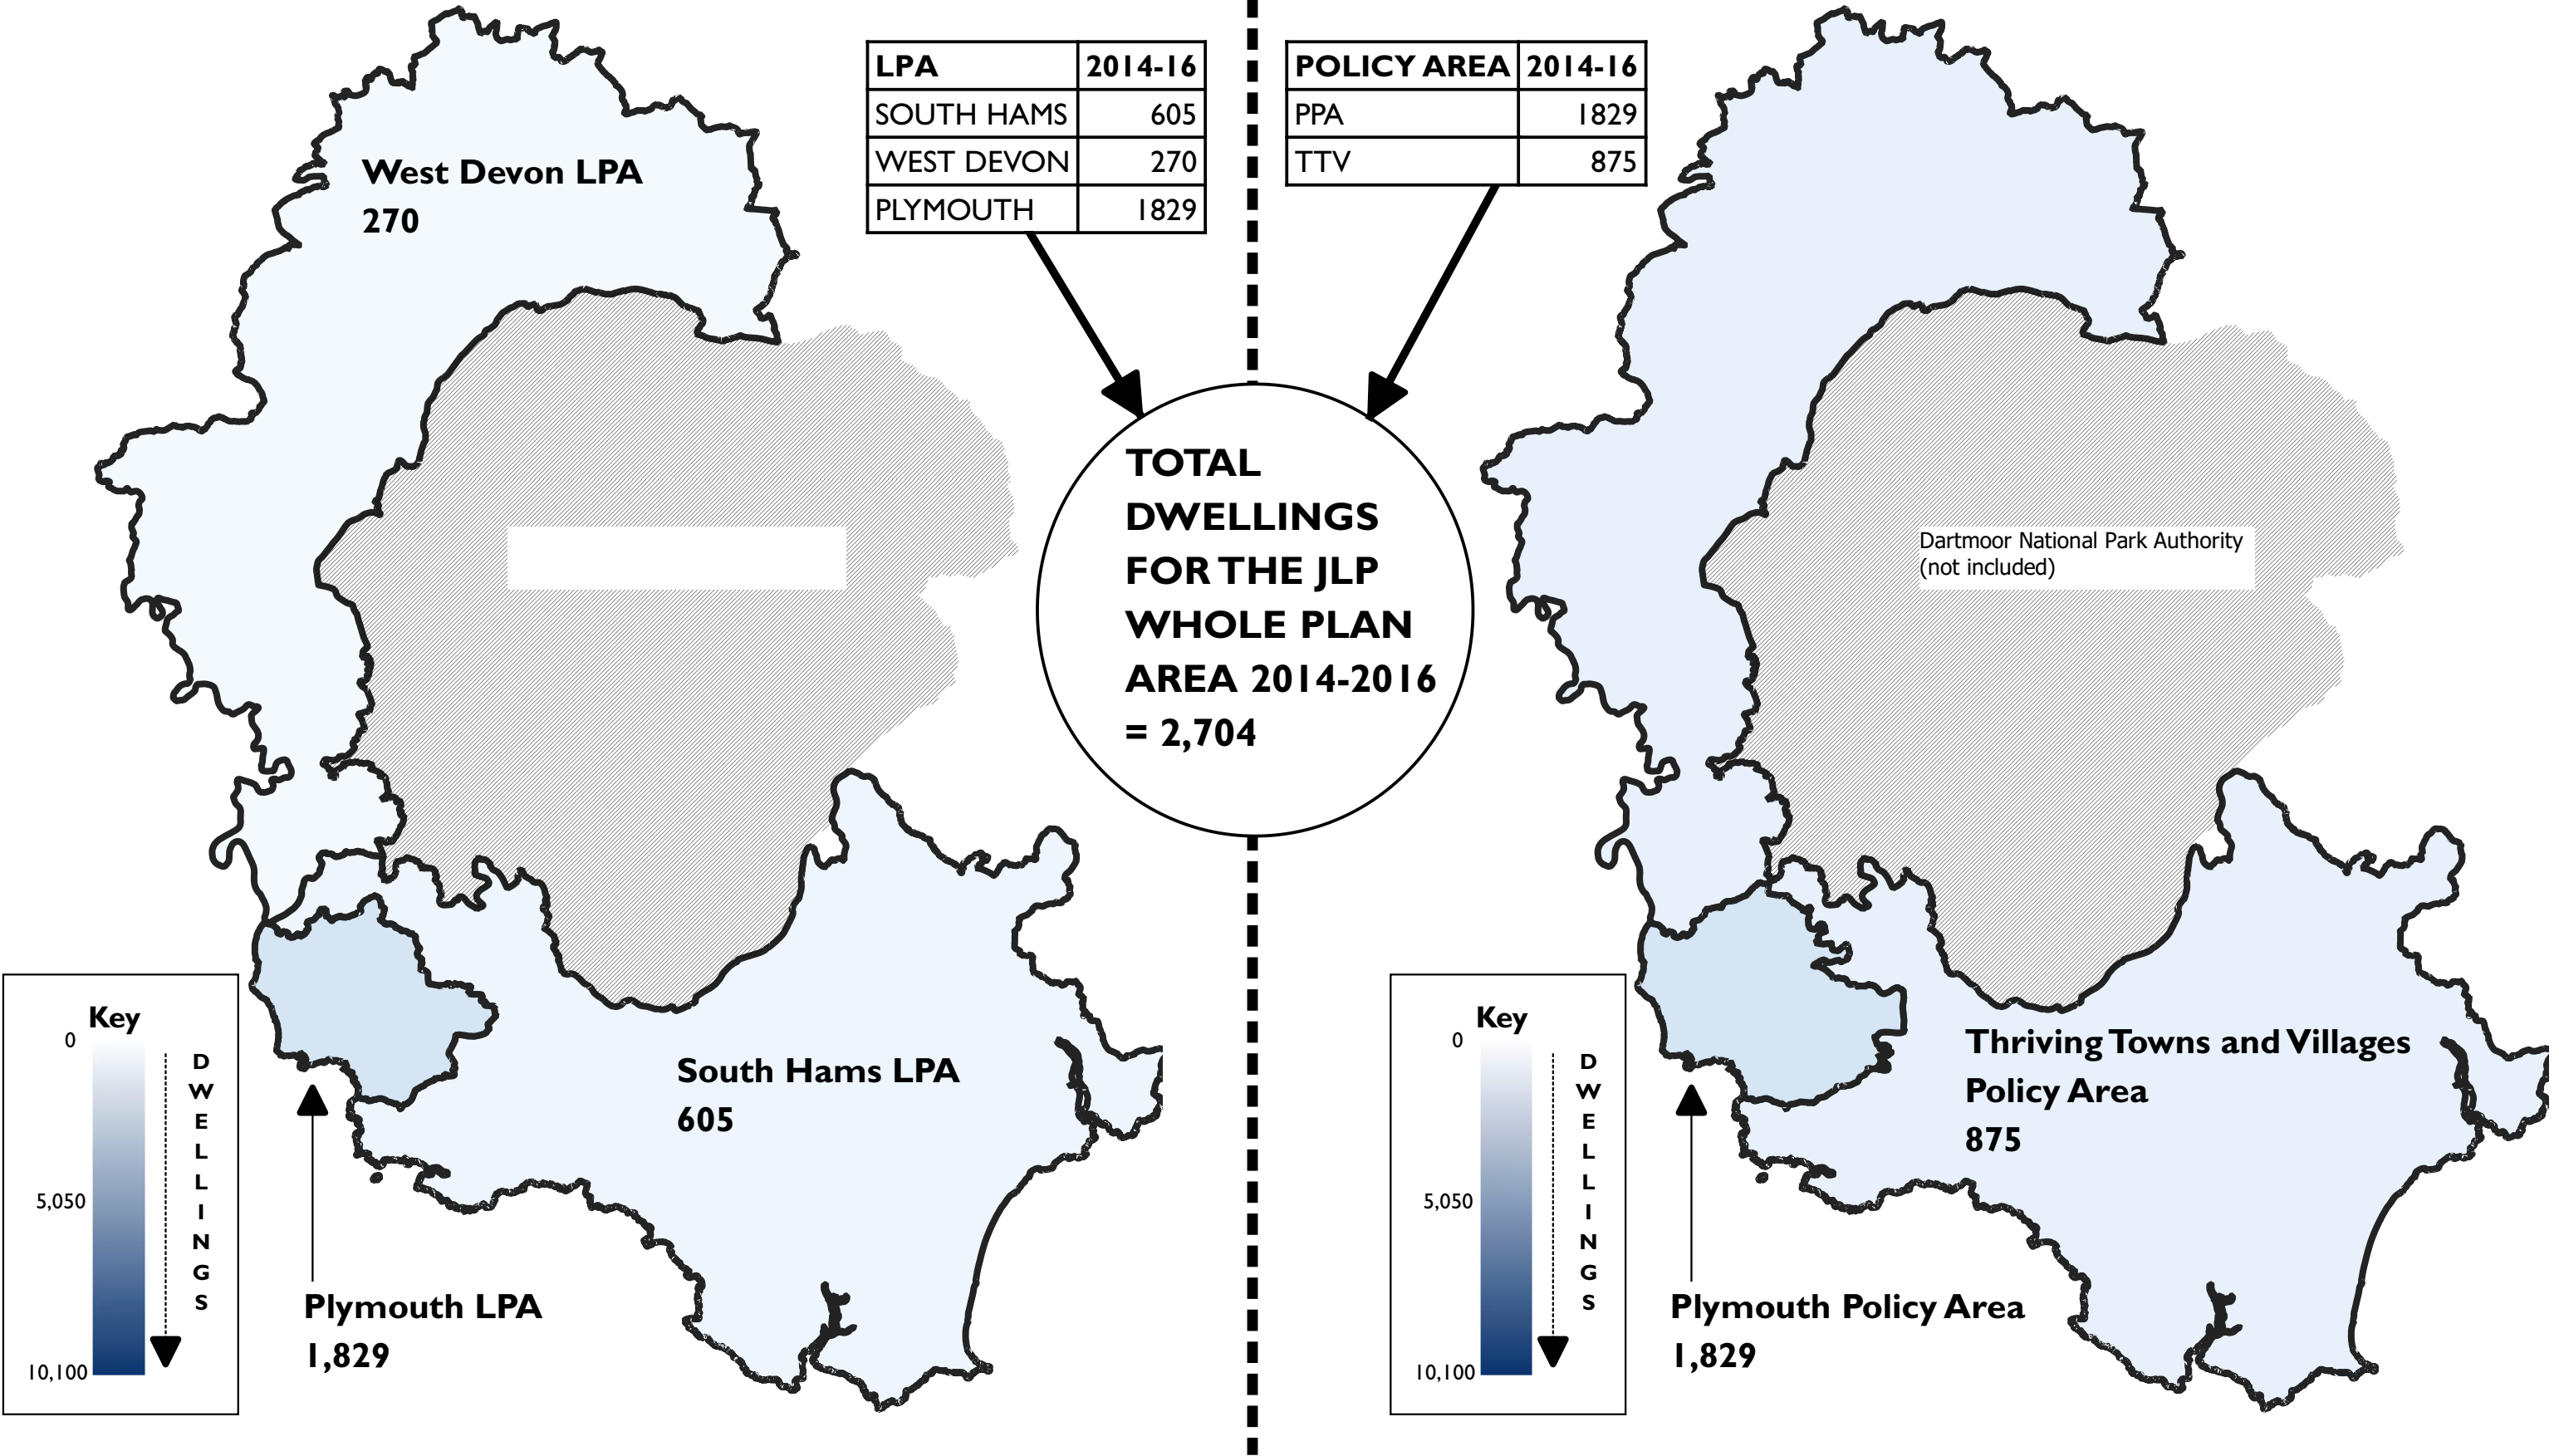 LPA 2014-16
SOUTH HAMS 605
WEST DEVON 270
PLYMOUTH 1829
POLICY AREA 2014-16
PPA 1829
TTV 875
West Devon LPA
270
TOTAL
DWELLINGS
FOR THE JLP
WHOLE PLAN
AREA 2014-2016
= 2,704
Dartmoor National Park Authority
(not included)
South Hams LPA
605
Plymouth LPA
1,829
Key
0
5,050
10,100
DWELLINGS
Thriving Towns and Villages
Policy Area
875
Plymouth Policy Area
1,829
Key
0
5,050
10,100
DWELLINGS